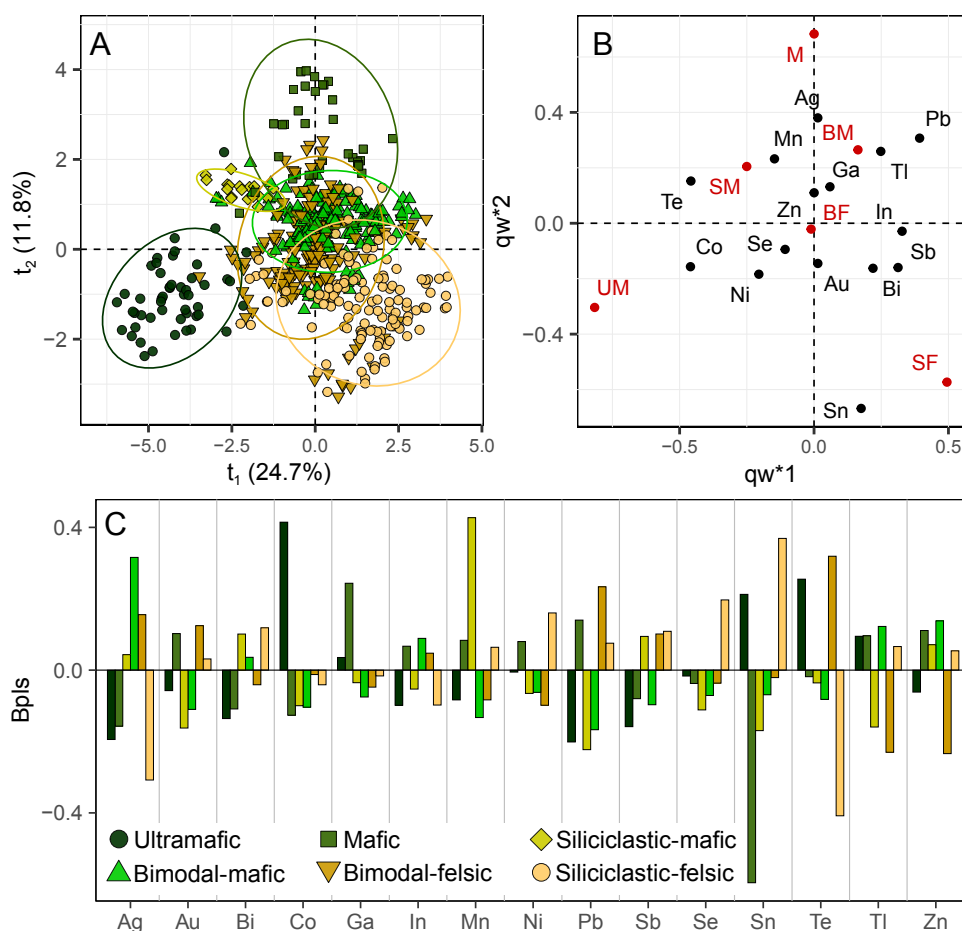 A
4
2
0
−2
−5.0
−2.5
0.0
2.5
5.0
t1 (24.7%)
t2 (11.8%)
B
M
Ag
Pb
BM
Mn
Ga
Tl
SM
Te
Zn
BF
In
Co
Se
Sb
Ni
Au
Bi
UM
SF
Sn
0.4
0.0
−0.4
−0.5
0.0
0.5
qw*1
qw*2
C
0.4
0.0
−0.4
Bpls
Ultramafic Mafic Siliciclastic-mafic
Bimodal-mafic Bimodal-felsic Siliciclastic-felsic
Ag Au Bi Co Ga In Mn Ni Pb Sb Se Sn Te Tl Zn